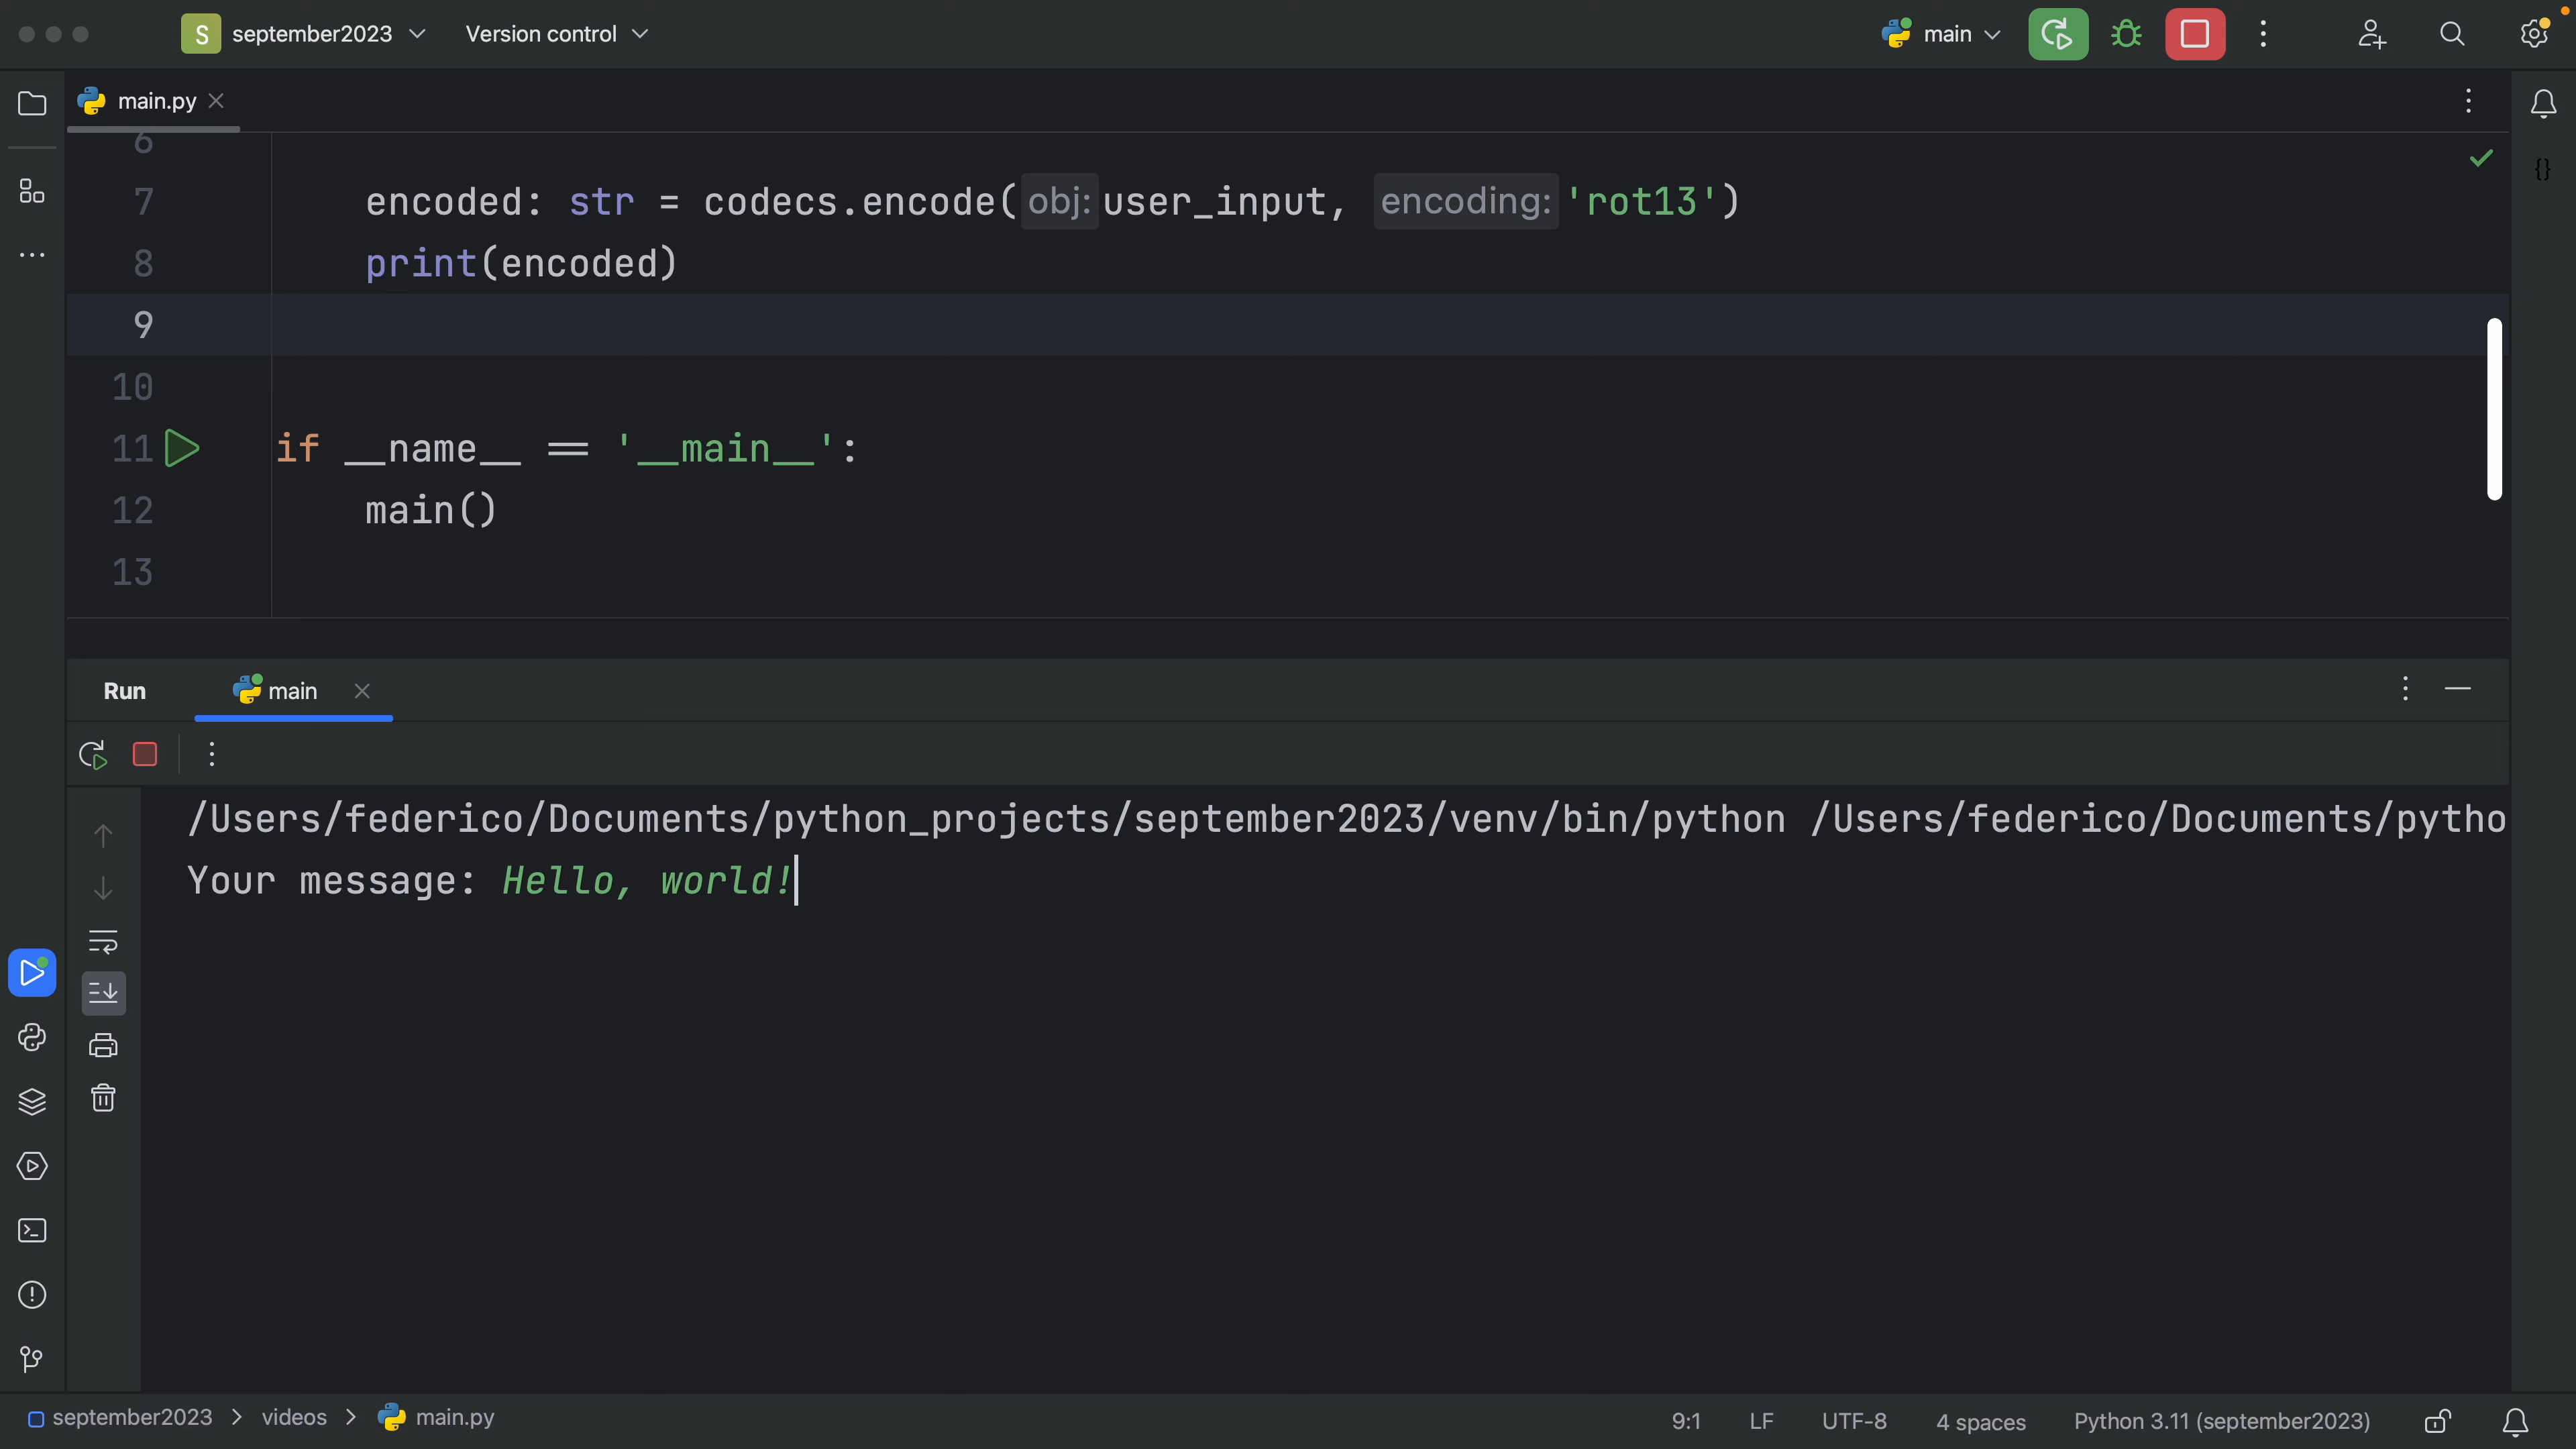 S september2023 Version control main
main.py
6
7 encoded: str = codecs.encode(obj: user_input, encoding: 'rot13')
8 print(encoded)
9
10
11 if __name__ == '__main__':
12 main()
13
Run main
/Users/federico/Documents/python_projects/september2023/venv/bin/python /Users/federico/Documents/pytho
Your message: Hello, world!
september2023 > videos > main.py 9:1 LF UTF-8 4 spaces Python 3.11 (september2023)